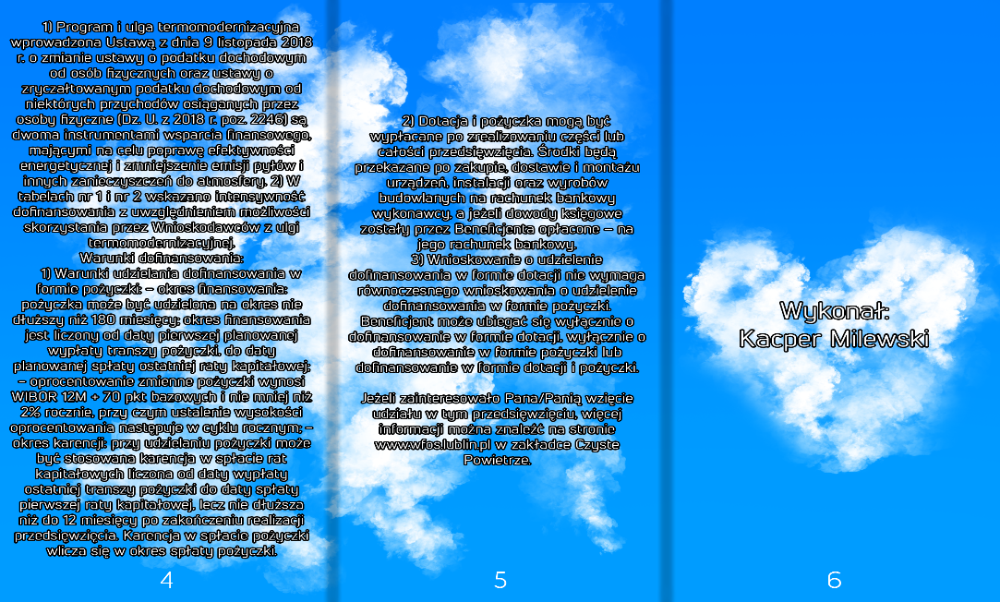 1) Program i ulga termomodernizacyjna
wprowadzona Ustawą z dnia 9 listopada 2018
r. o zmianie ustawy o podatku dochodowym
od osób fizycznych oraz ustawy o
zryczałtowanym podatku dochodowym od
niektórych przychodów osiąganych przez
osoby fizyczne (Dz. U. z 2018 r. poz. 2246) są
dwoma instrumentami wsparcia finansowego,
mającymi na celu poprawę efektywności
energetycznej i zmniejszenie emisji pyłów i
innych zanieczyszczeń do atmosfery. 2) W
tabelach nr 1 i nr 2 wskazano intensywność
dofinansowania z uwzględnieniem możliwości
skorzystania przez Wnioskodawców z ulgi
termomodernizacyjnej.
Warunki dofinansowania:
1) Warunki udzielania dofinansowania w
formie pożyczki: – okres finansowania:
pożyczka może być udzielona na okres nie
dłuższy niż 180 miesięcy; okres finansowania
jest liczony od daty pierwszej planowanej
wypłaty transzy pożyczki, do daty
planowanej spłaty ostatniej raty kapitałowej;
– oprocentowanie zmienne pożyczki wynosi
WIBOR 12M + 70 pkt bazowych i nie mniej niż
2% rocznie, przy czym ustalenie wysokości
oprocentowania następuje w cyklu rocznym; –
okres karencji: przy udzielaniu pożyczki może
być stosowana karencja w spłacie rat
kapitałowych liczona od daty wypłaty
ostatniej transzy pożyczki do daty spłaty
pierwszej raty kapitałowej, lecz nie dłuższa
niż do 12 miesięcy po zakończeniu realizacji
przedsięwzięcia. Karencja w spłacie pożyczki
wlicza się w okres spłaty pożyczki.
4
2) Dotacja i pożyczka mogą być
wypłacane po zrealizowaniu części lub
całości przedsięwzięcia. Środki będą
przekazane po zakupie, dostawie i montażu
urządzeń, instalacji oraz wyrobów
budowlanych na rachunek bankowy
wykonawcy, a jeżeli dowody księgowe
zostały przez Beneficjenta opłacone – na
jego rachunek bankowy.
3) Wnioskowanie o udzielenie
dofinansowania w formie dotacji nie wymaga
równoczesnego wnioskowania o udzielenie
dofinansowania w formie pożyczki.
Beneficjent może ubiegać się wyłącznie o
dofinansowanie w formie dotacji, wyłącznie o
dofinansowanie w formie pożyczki lub
dofinansowanie w formie dotacji i pożyczki.
Jeżeli zainteresowało Pana/Panią wzięcie
udziału w tym przedsięwzięciu, więcej
informacji można znaleźć na stronie
www.wfos.lublin.pl w zakładce Czyste
Powietrze.
5
Wykonał:
Kacper Milewski
6